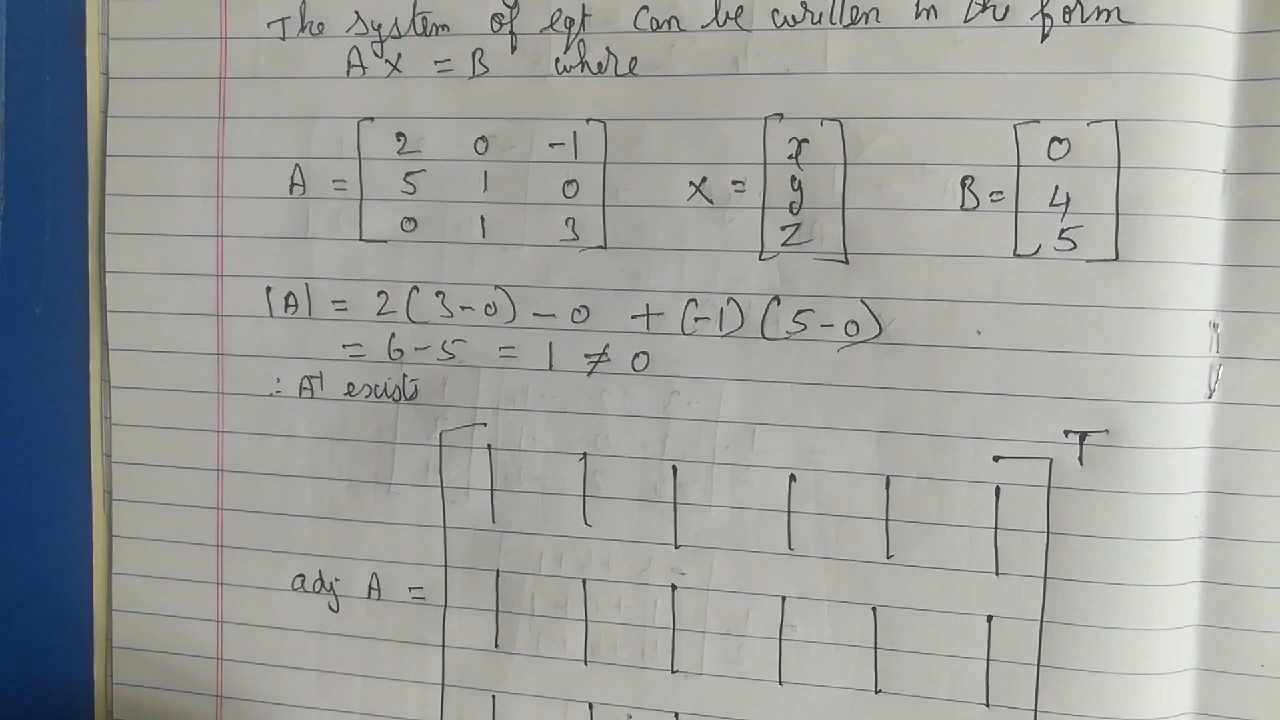 The system of eqt can be written in the form
AX = B where
A = [2 0 -1 5 1 0 0 1 3] X = [x y z] B = [0 4 5]
|A| = 2(3-0) - 0 + (-1)(5-0)
= 6-5 = 1 ≠ 0
∴ A⁻¹ exists
T
adj A =